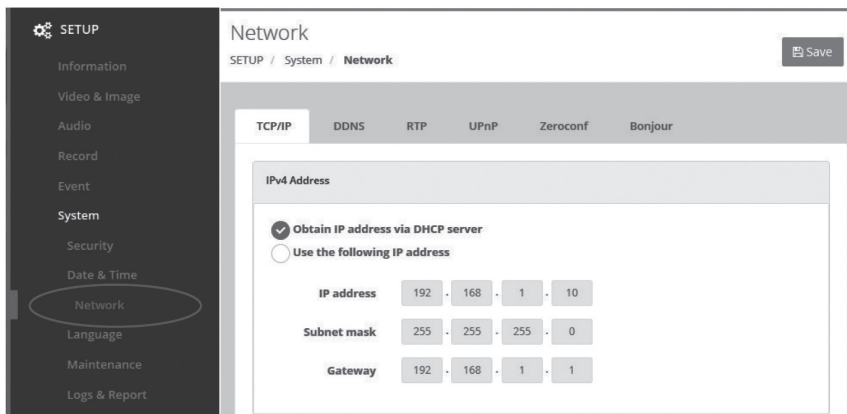 SETUP
Information
Video & Image
Audio
Record
Event
System
Security
Date & Time
Network
Language
Maintenance
Logs & Report
Network
SETUP / System / Network
Save
TCP/IP DDNS RTP UPnP Zeroconf Bonjour
IPv4 Address
Obtain IP address via DHCP server
Use the following IP address
IP address 192 . 168 . 1 . 10
Subnet mask 255 . 255 . 255 . 0
Gateway 192 . 168 . 1 . 1